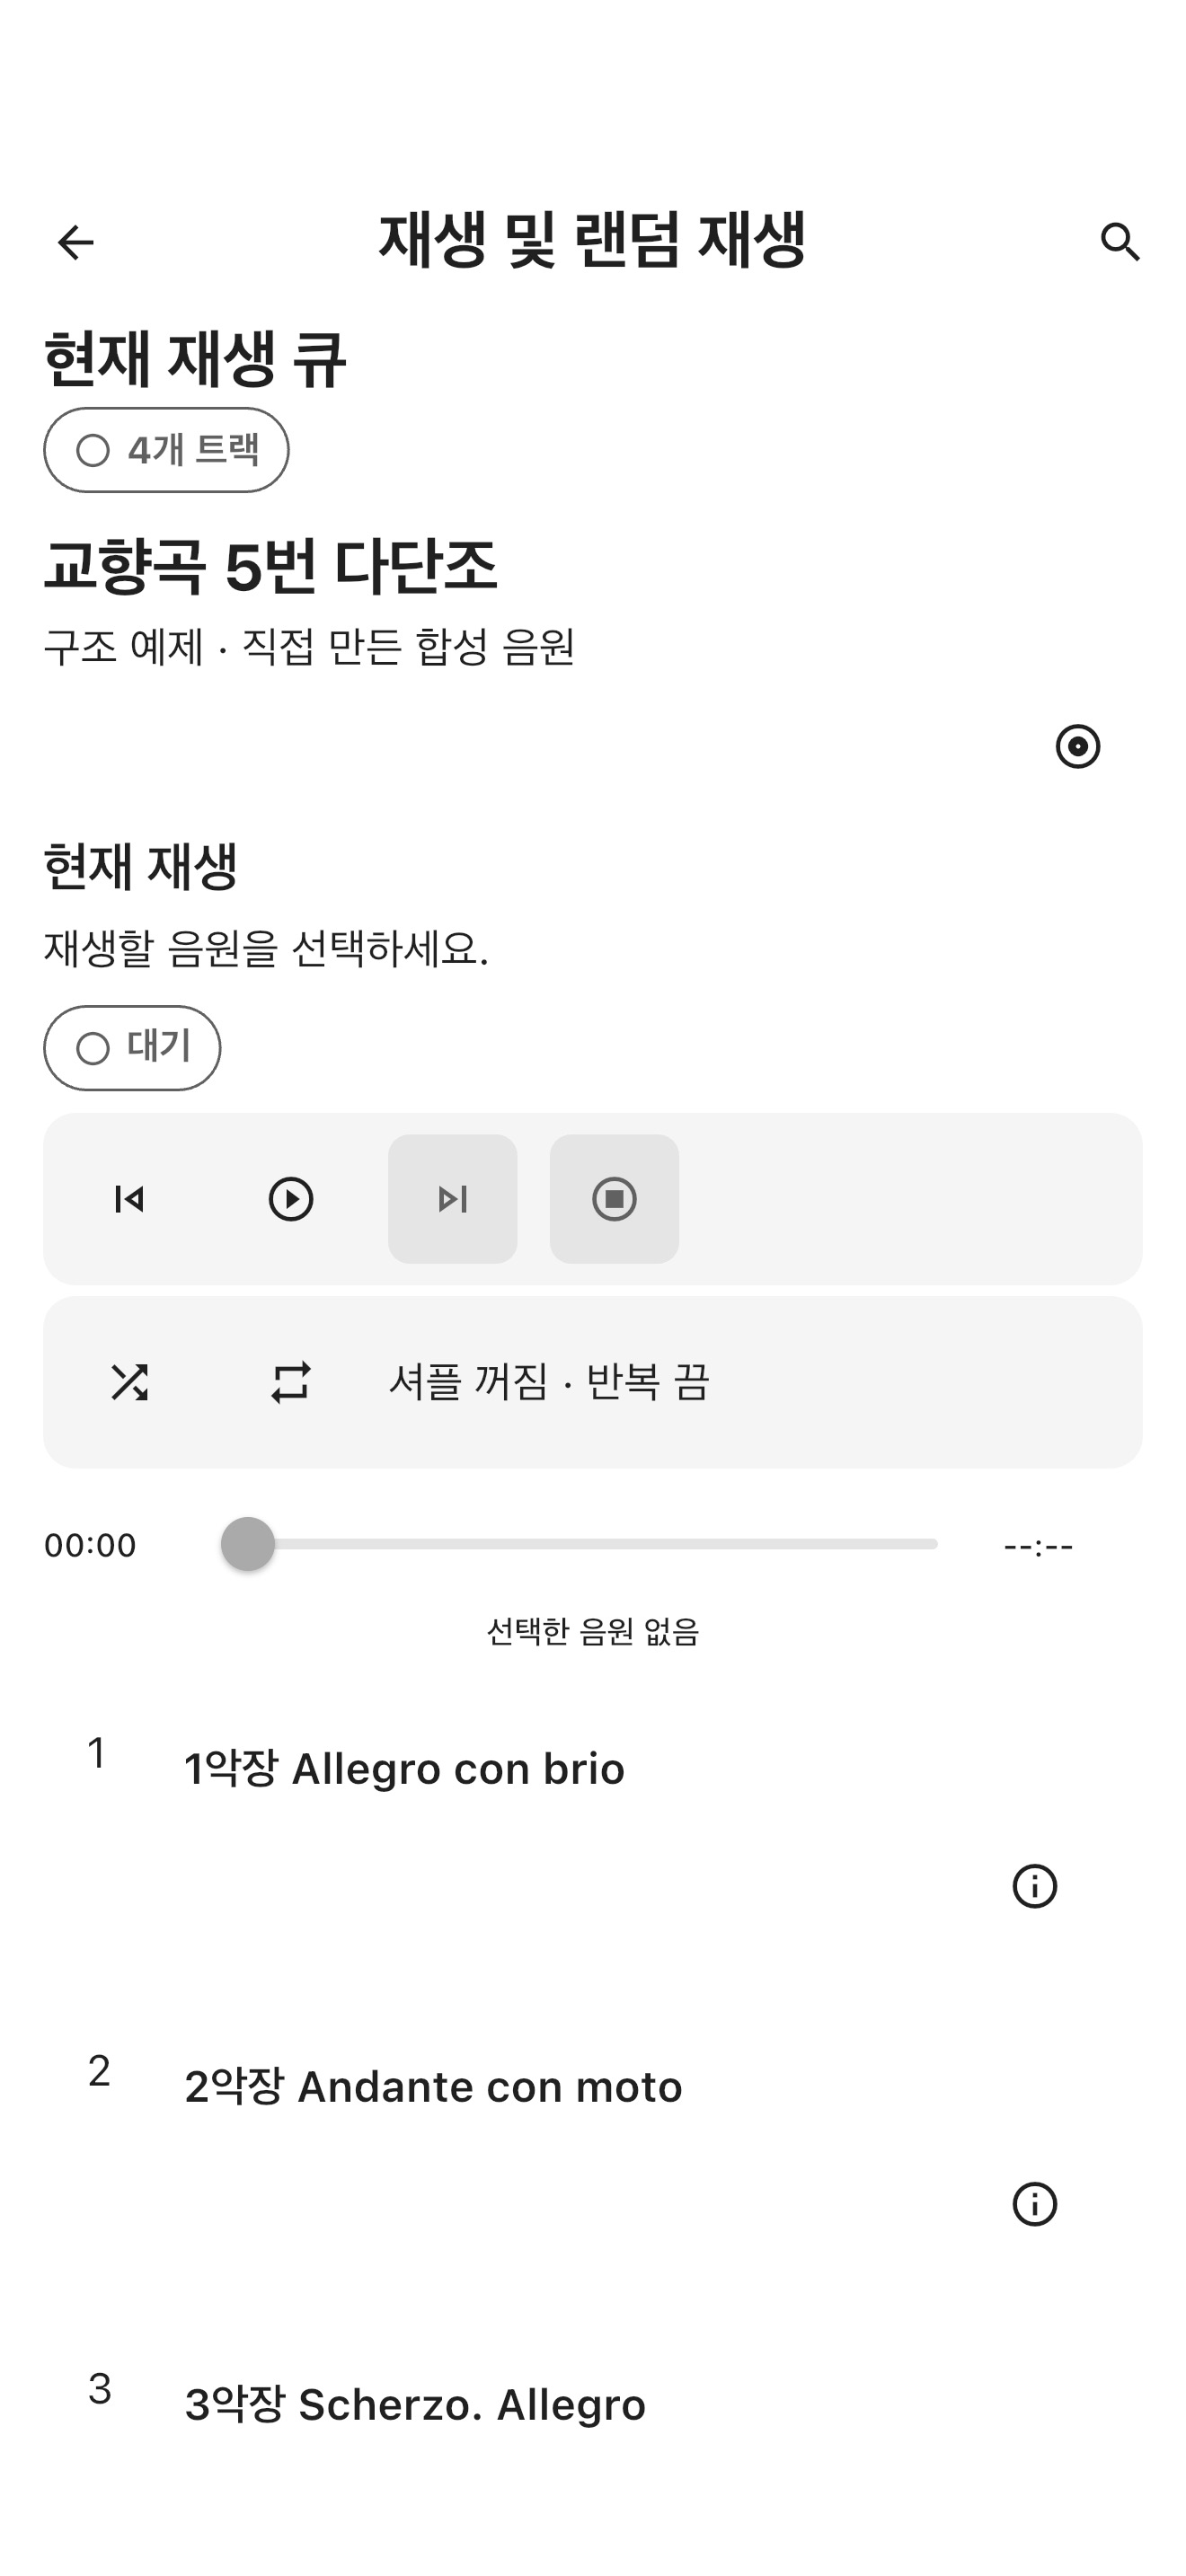 재생 및 랜덤 재생
현재 재생 큐
4개 트랙
교향곡 5번 다단조
구조 예제 · 직접 만든 합성 음원
현재 재생
재생할 음원을 선택하세요.
대기
셔플 꺼짐 · 반복 끔
00:00
--:--
선택한 음원 없음
1
1악장 Allegro con brio
2
2악장 Andante con moto
3
3악장 Scherzo. Allegro